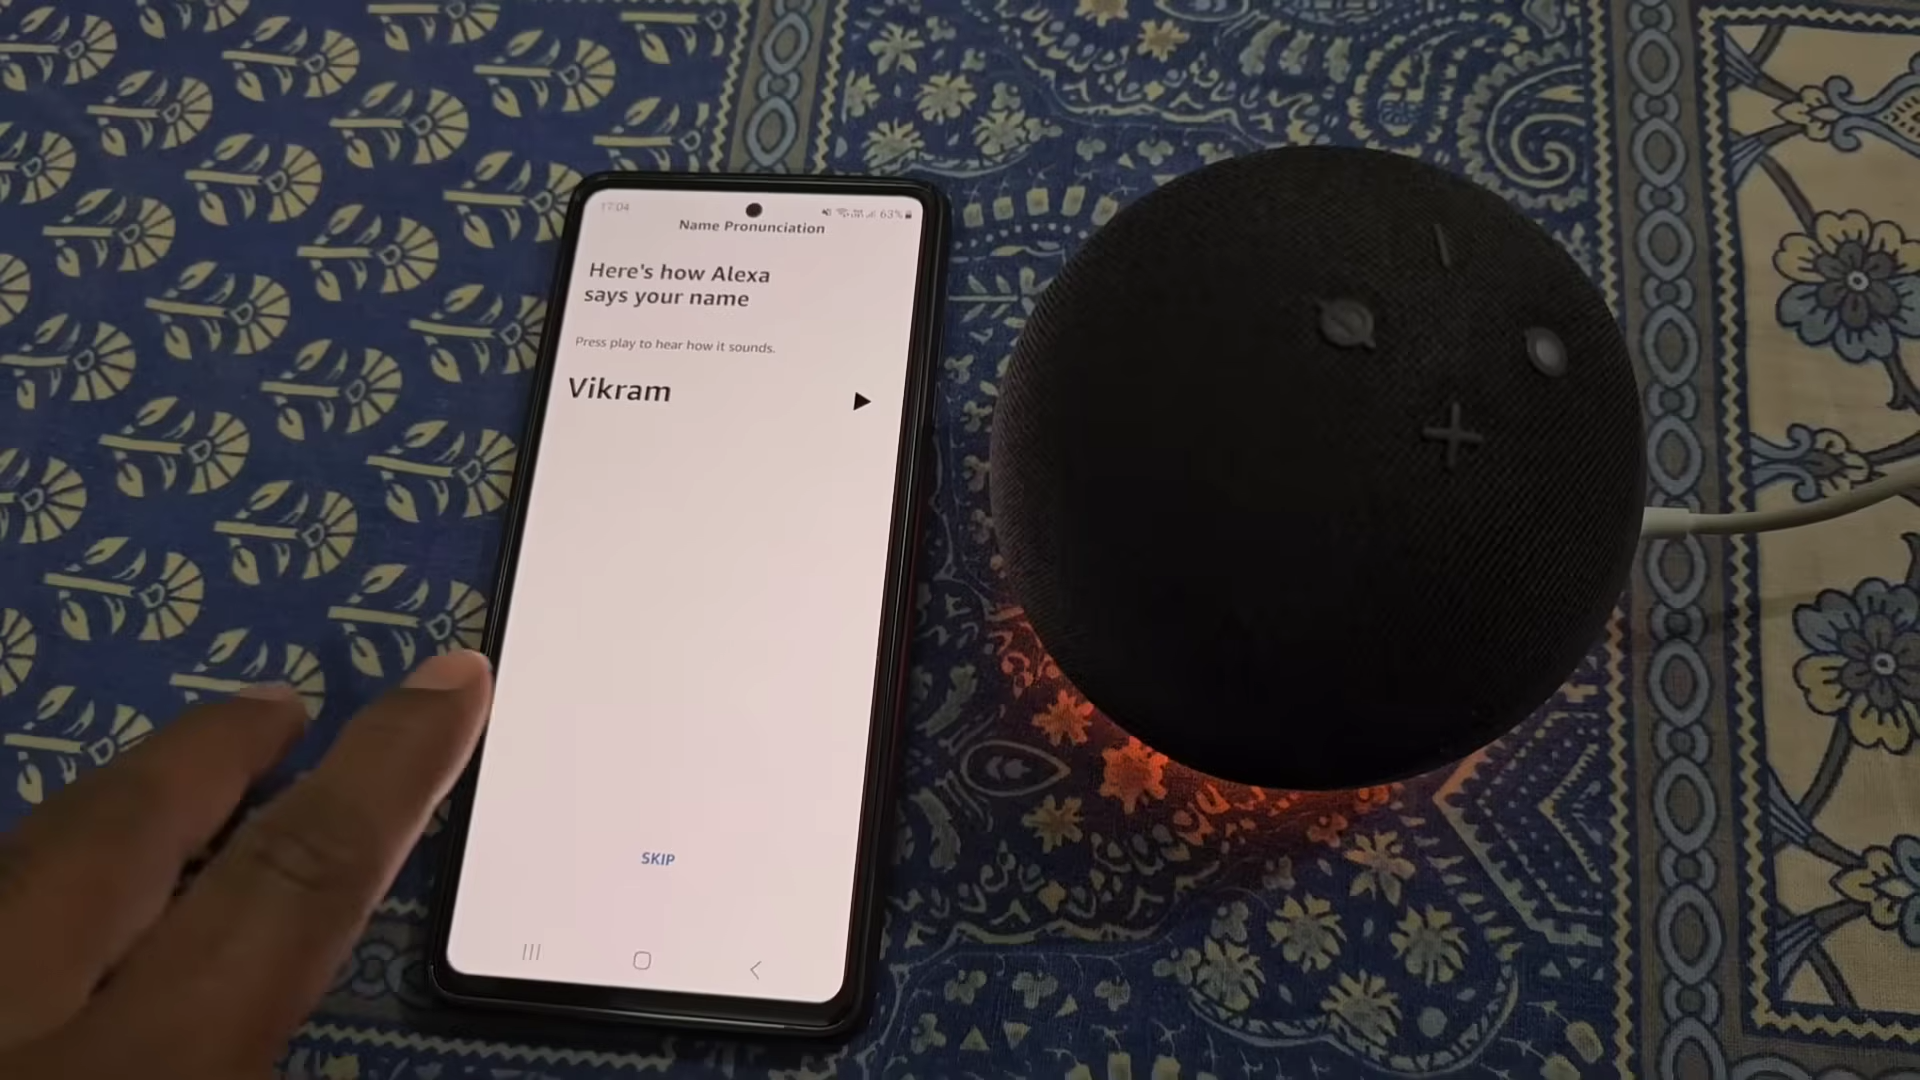 17:04
63%
Name Pronunciation
Here's how Alexa
says your name
Press play to hear how it sounds.
Vikram
SKIP